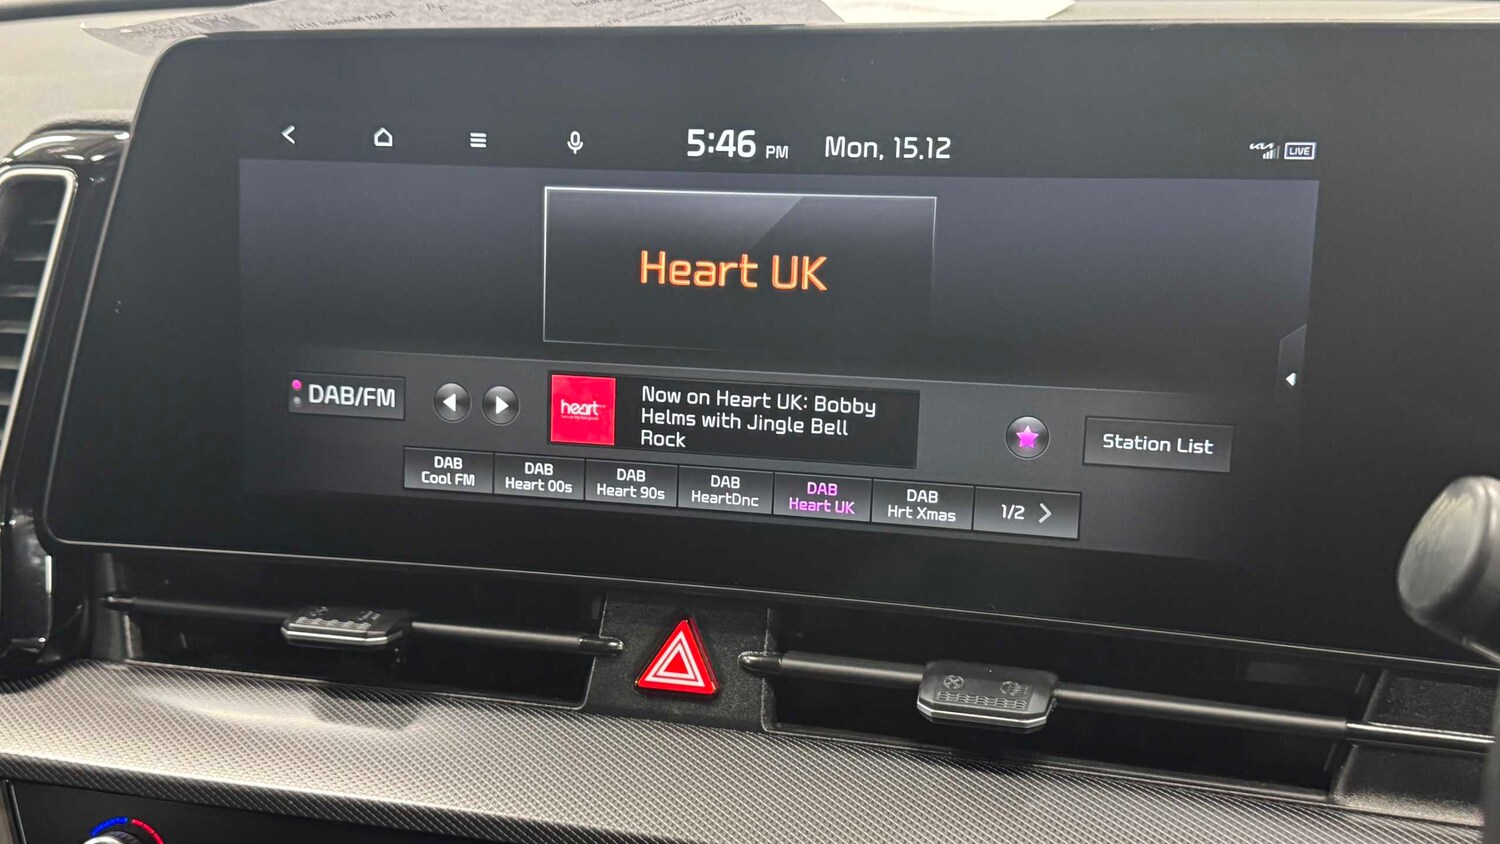 5:46 PM Mon, 15.12
LIVE
Heart UK
DAB/FM
heart
Now on Heart UK: Bobby
Helms with Jingle Bell
Rock
Station List
DAB
Cool FM
DAB
Heart 00s
DAB
Heart 90s
DAB
HeartDnc
DAB
Heart UK
DAB
Hrt Xmas
1/2